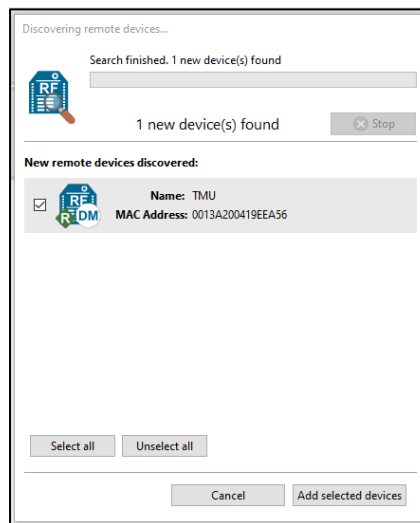 Discovering remote devices...
Search finished. 1 new device(s) found
RF
1 new device(s) found
Stop
New remote devices discovered:
RF
R
DM
Name: TMU
MAC Address: 0013A200419EEA56
Select all
Unselect all
Cancel
Add selected devices